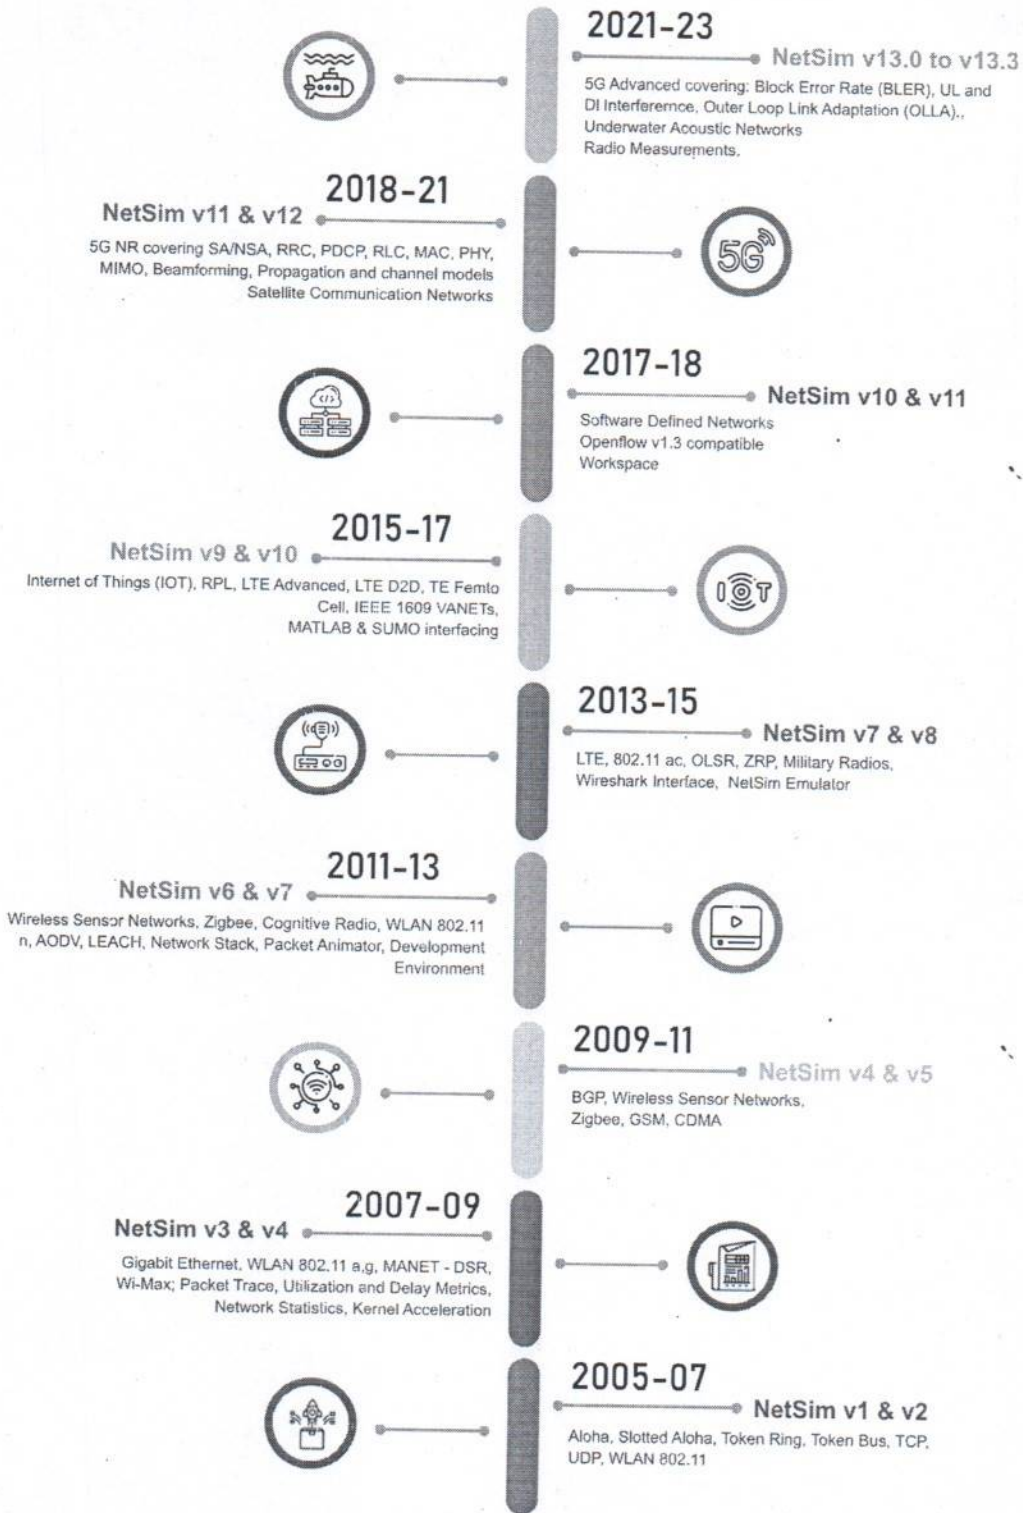 2021-23
NetSim v13.0 to v13.3
5G Advanced covering: Block Error Rate (BLER), UL and
DI Interferemce, Outer Loop Link Adaptation (OLLA).,
Underwater Acoustic Networks
Radio Measurements.
2018-21
NetSim v11 & v12
5G NR covering SA/NSA, RRC, PDCP, RLC, MAC, PHY,
MIMO, Beamforming, Propagation and channel models
Satellite Communication Networks
5G
2017-18
NetSim v10 & v11
Software Defined Networks
Openflow v1.3 compatible
Workspace
</>
2015-17
NetSim v9 & v10
Internet of Things (IOT), RPL, LTE Advanced, LTE D2D, TE Femto
Cell, IEEE 1609 VANETs,
MATLAB & SUMO interfacing
IOT
2013-15
NetSim v7 & v8
LTE, 802.11 ac, OLSR, ZRP, Military Radios,
Wireshark Interface, NetSim Emulator
2011-13
NetSim v6 & v7
Wireless Sensor Networks, Zigbee, Cognitive Radio, WLAN 802.11
n, AODV, LEACH, Network Stack, Packet Animator, Development
Environment
2009-11
NetSim v4 & v5
BGP, Wireless Sensor Networks,
Zigbee, GSM, CDMA
2007-09
NetSim v3 & v4
Gigabit Ethernet, WLAN 802.11 a,g, MANET - DSR,
Wi-Max; Packet Trace, Utilization and Delay Metrics,
Network Statistics, Kernel Acceleration
2005-07
NetSim v1 & v2
Aloha, Slotted Aloha, Token Ring, Token Bus, TCP,
UDP, WLAN 802.11